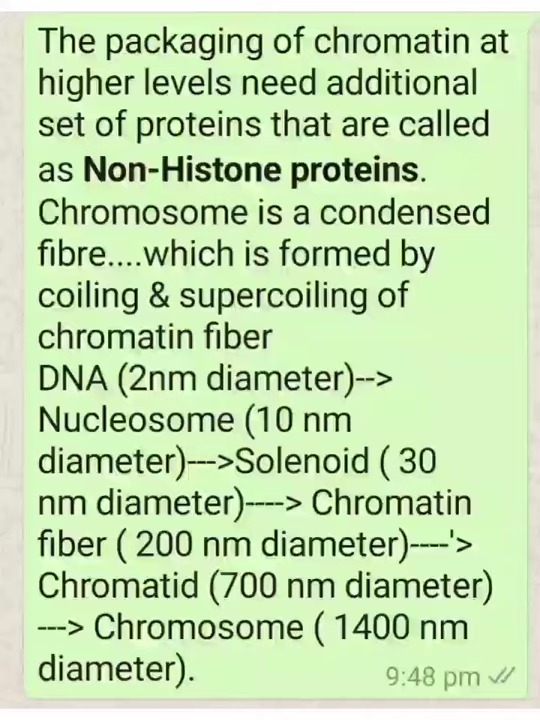 The packaging of chromatin at
higher levels need additional
set of proteins that are called
as Non-Histone proteins.
Chromosome is a condensed
fibre....which is formed by
coiling & supercoiling of
chromatin fiber
DNA (2nm diameter)-->
Nucleosome (10 nm
diameter)--->Solenoid ( 30
nm diameter)----> Chromatin
fiber ( 200 nm diameter)----'>
Chromatid (700 nm diameter)
---> Chromosome ( 1400 nm
diameter).
9:48 pm